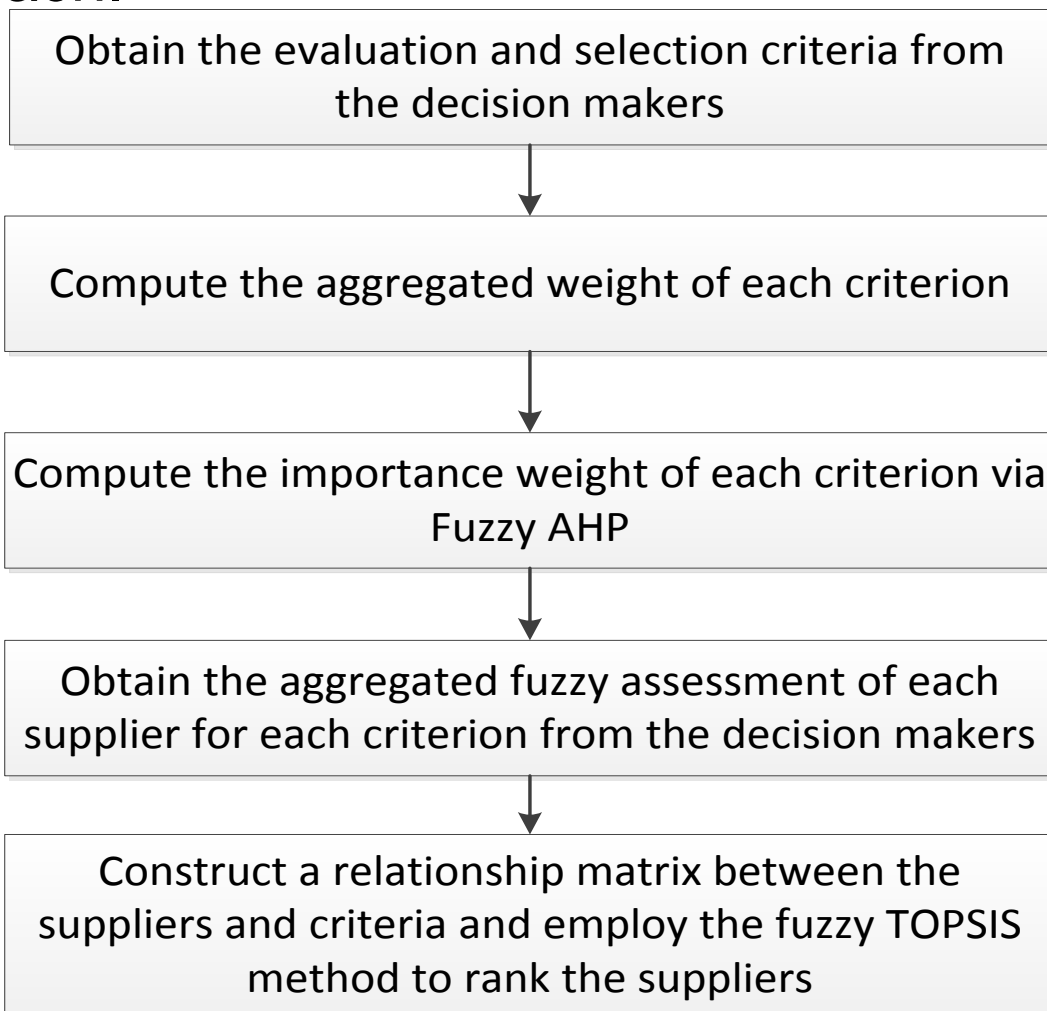 Obtain the evaluation and selection criteria from
the decision makers
Compute the aggregated weight of each criterion
Compute the importance weight of each criterion via
Fuzzy AHP
Obtain the aggregated fuzzy assessment of each
supplier for each criterion from the decision makers
Construct a relationship matrix between the
suppliers and criteria and employ the fuzzy TOPSIS
method to rank the suppliers